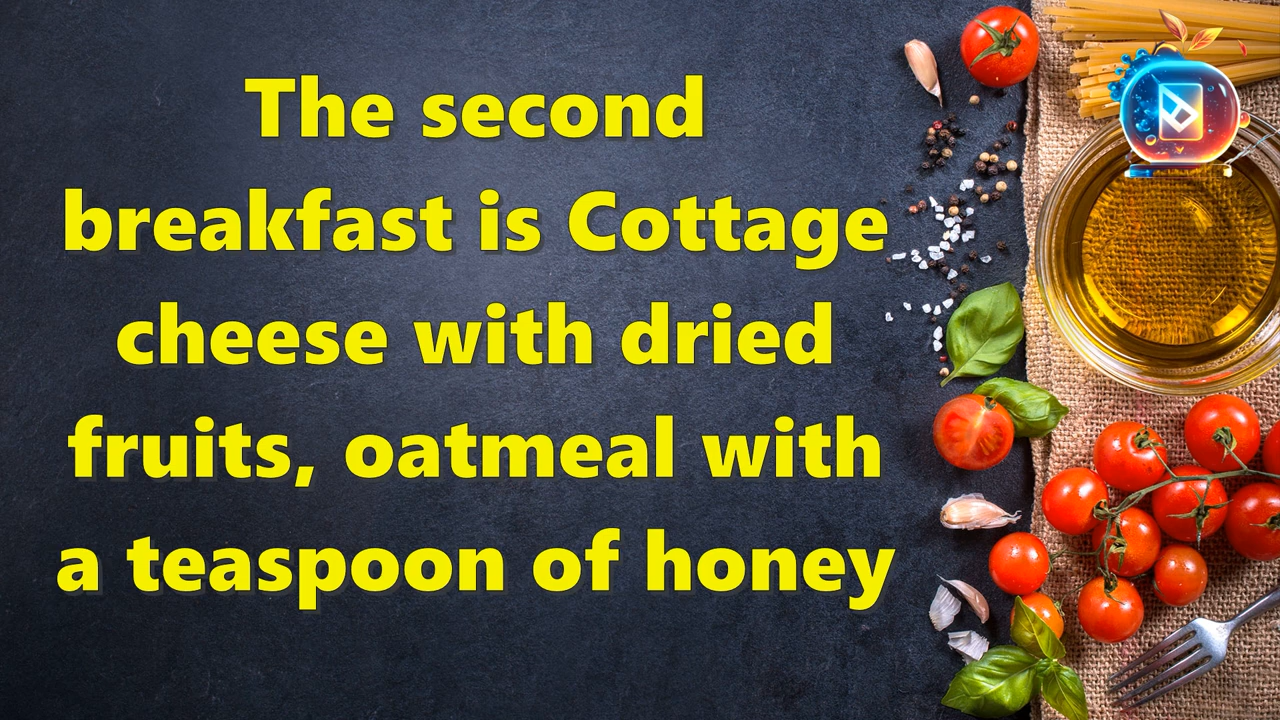 The second
breakfast is Cottage
cheese with dried
fruits, oatmeal with
a teaspoon of honey